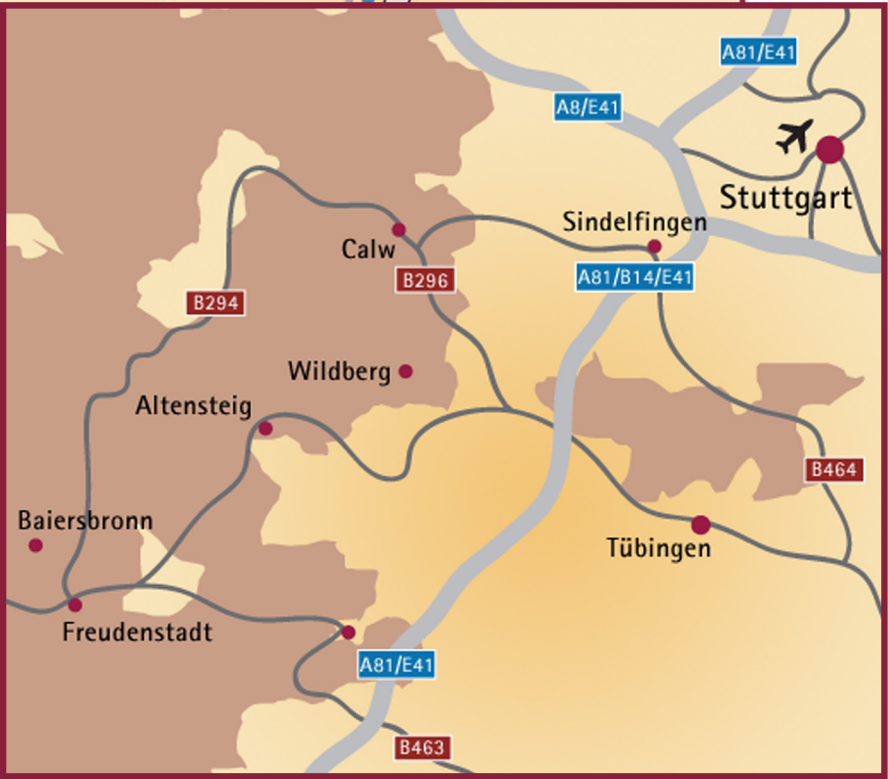 A81/E41
A8/E41
Stuttgart
Sindelfingen
Calw
A81/B14/E41
B296
B294
Wildberg
Altensteig
B464
Baiersbronn
Tübingen
Freudenstadt
A81/E41
B463